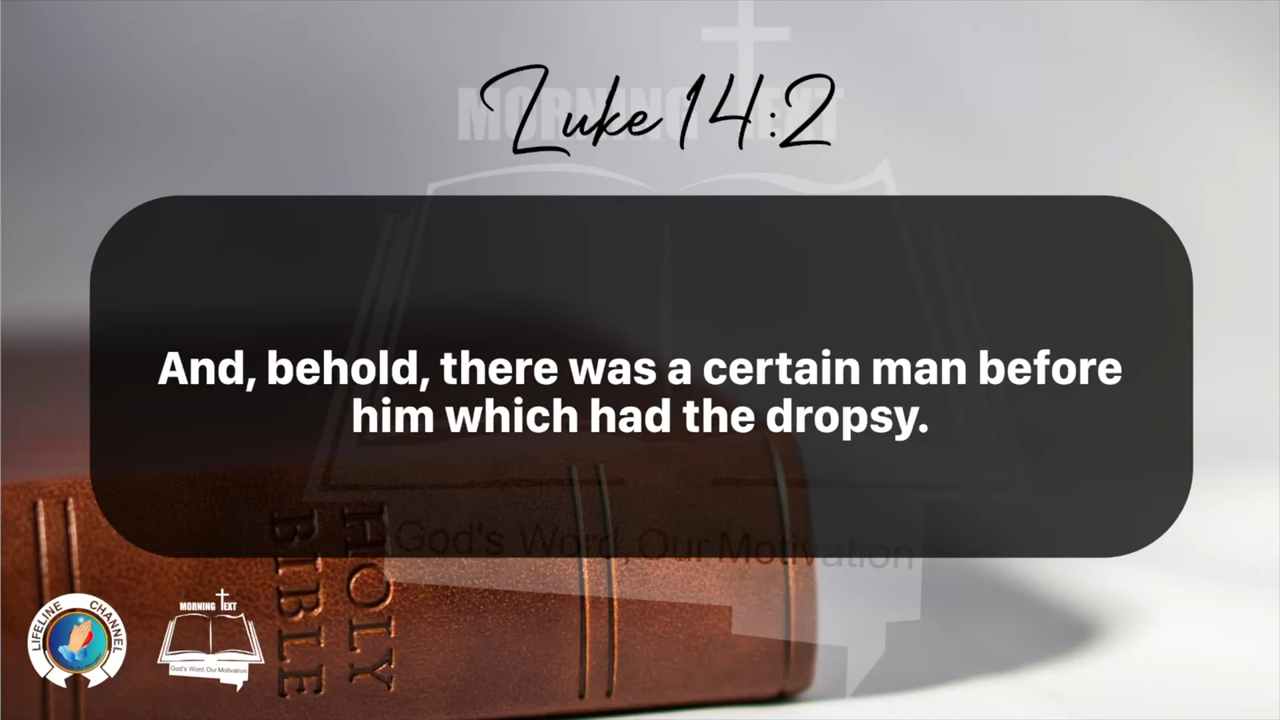 Luke 14:2
MORNING TEXT
And, behold, there was a certain man before
him which had the dropsy.
God's Word, Our Motivation
HOLY
BIBLE
LIFELINE CHANNEL
MORNING TEXT
God's Word, Our Motivation